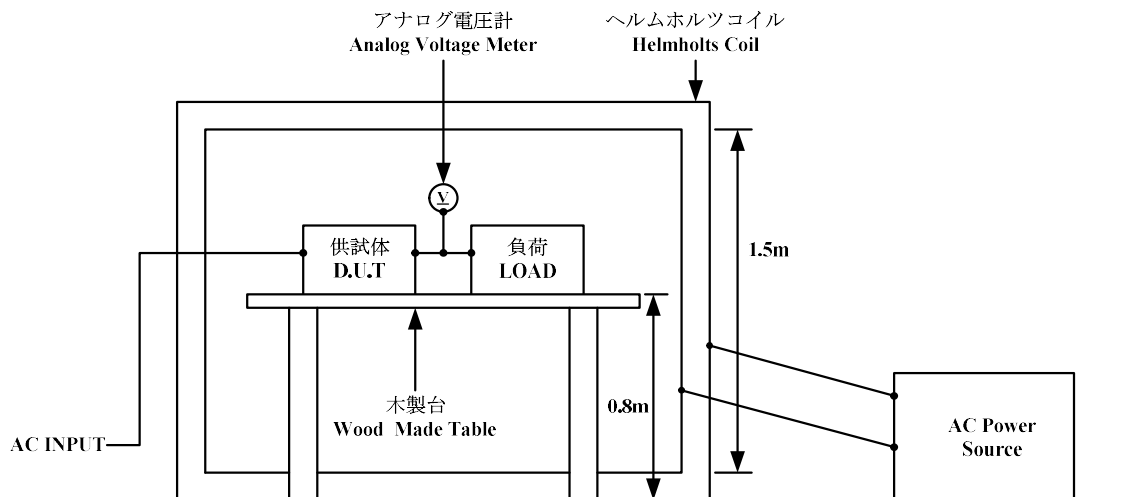 アナログ電圧計
Analog Voltage Meter
ヘルムホルツコイル
Helmholts Coil
V
供試体
D.U.T
負荷
LOAD
1.5m
木製台
Wood Made Table
0.8m
AC INPUT
AC Power
Source